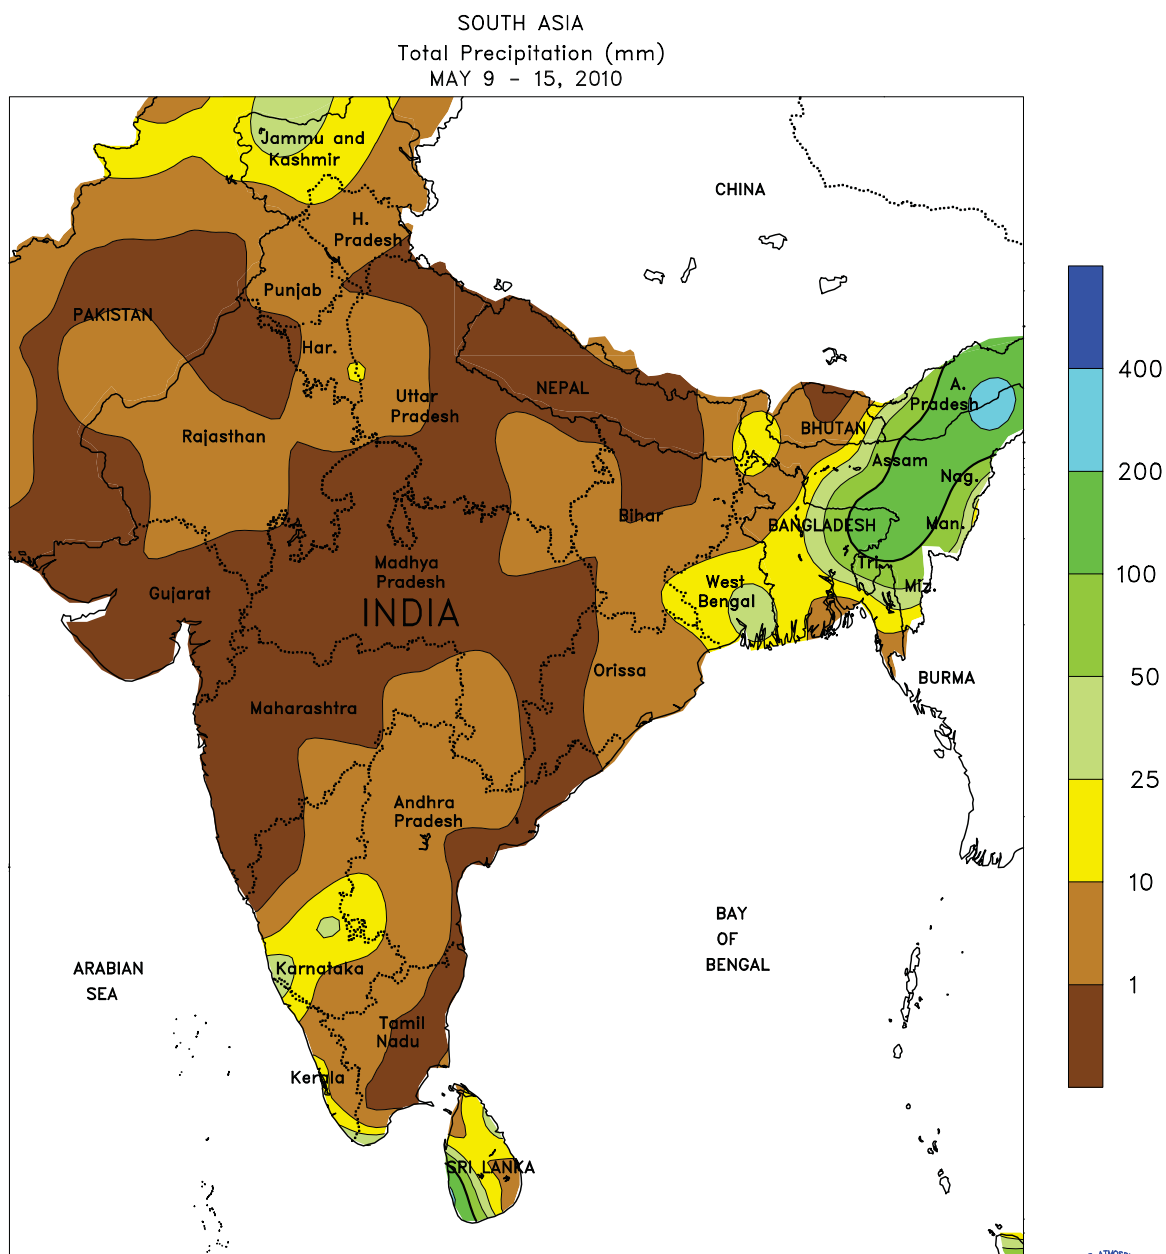 SOUTH ASIA
Total Precipitation (mm)
MAY 9 - 15, 2010
Jammu and
Kashmir
CHINA
H.
Pradesh
Punjab
PAKISTAN
Har.
400
A.
Pradesh
NEPAL
Uttar
Pradesh
BHUTAN
Rajasthan
Assam
200
Nag.
Bihar
BANGLADESH
Man.
Madhya
Pradesh
Tri.
100
West
Bengal
Miz.
Gujarat
INDIA
Orissa
BURMA
50
Maharashtra
25
Andhra
Pradesh
10
BAY
OF
BENGAL
ARABIAN
SEA
Karnataka
1
Tamil
Nadu
Kerala
SRI LANKA